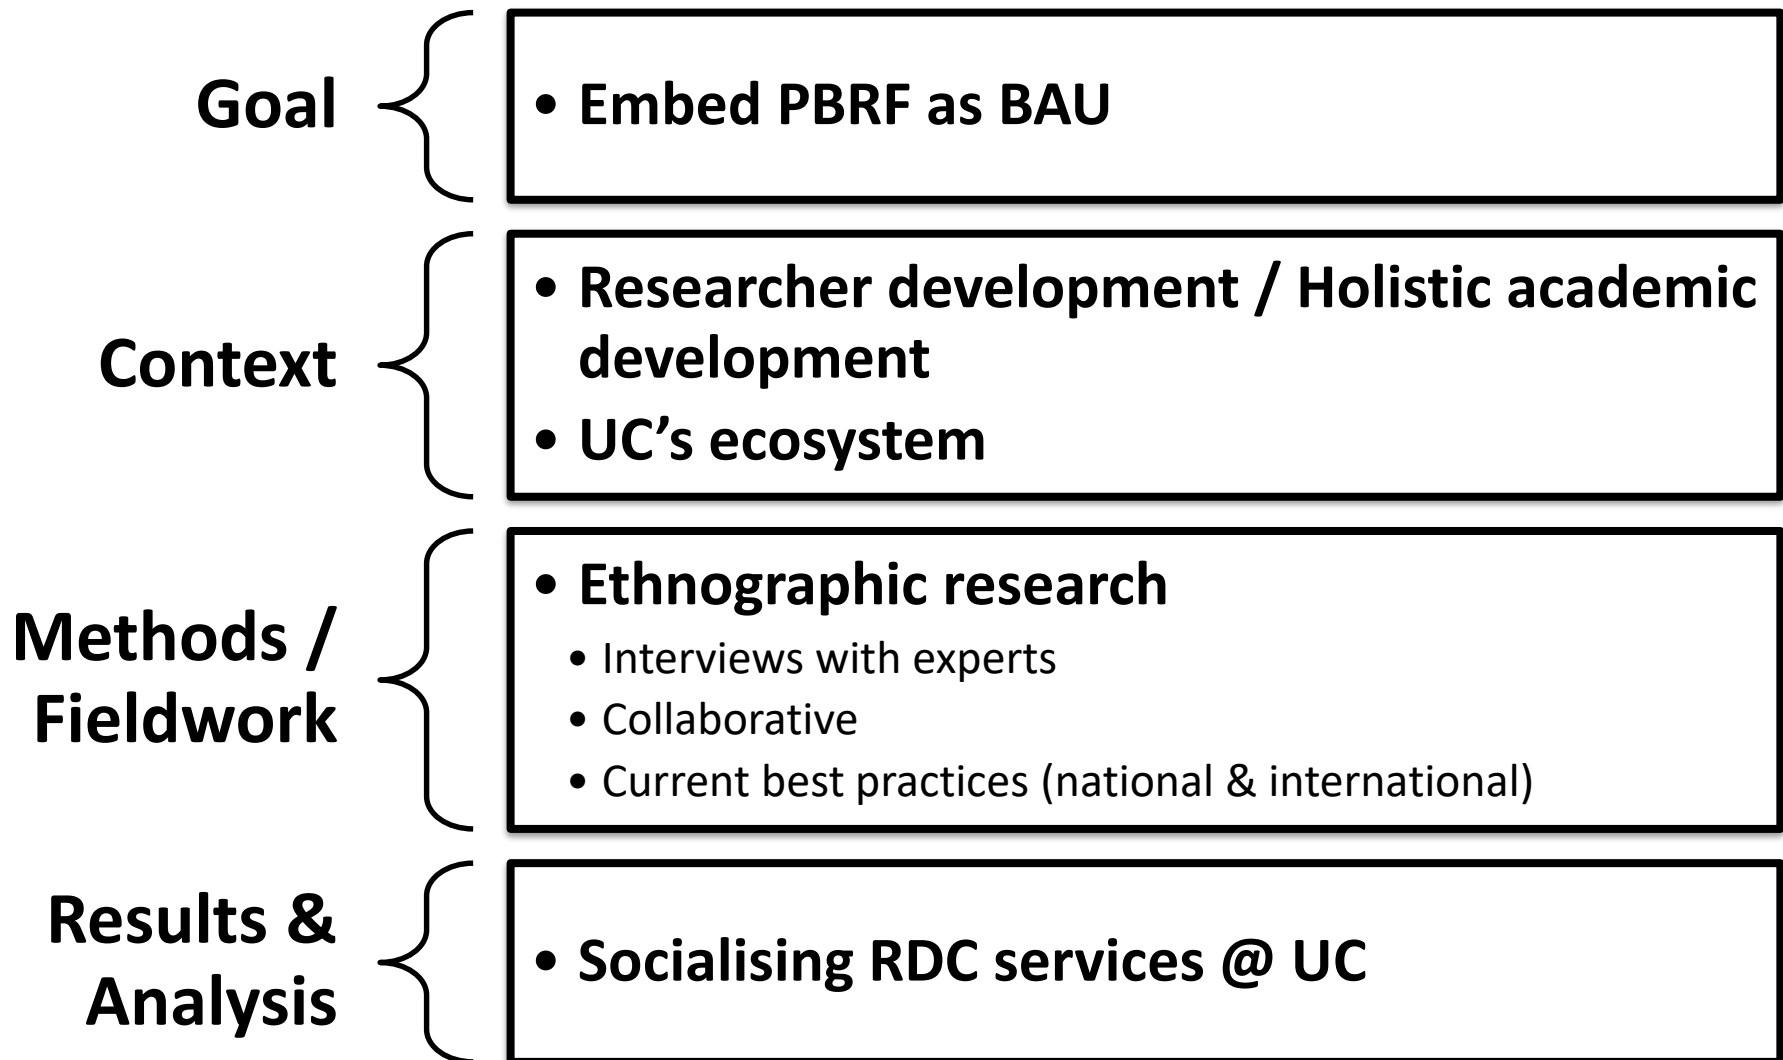 Goal
• Embed PBRF as BAU
Context
• Researcher development / Holistic academic
development
• UC’s ecosystem
Methods /
Fieldwork
• Ethnographic research
• Interviews with experts
• Collaborative
• Current best practices (national & international)
Results &
Analysis
• Socialising RDC services @ UC